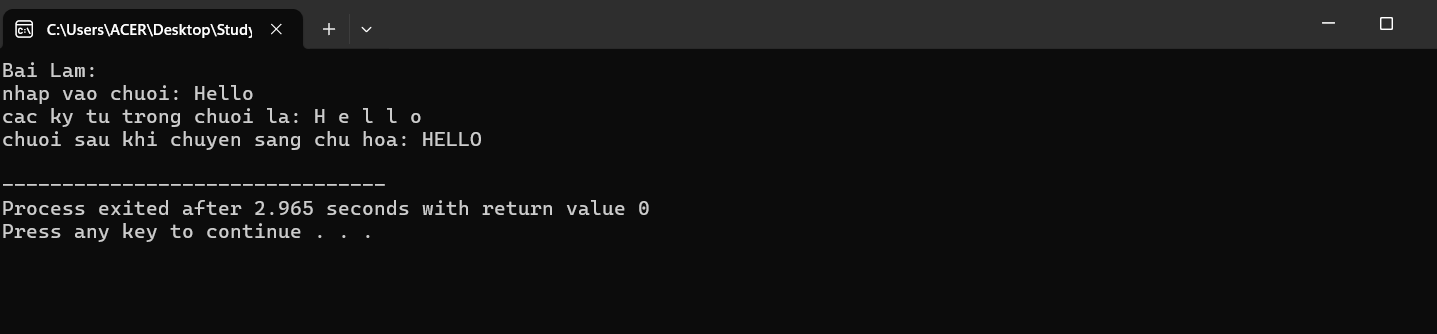 C:\Users\ACER\Desktop\Study
Bai Lam:
nhap vao chuoi: Hello
cac ky tu trong chuoi la: H e l l o
chuoi sau khi chuyen sang chu hoa: HELLO
--------------------------------
Process exited after 2.965 seconds with return value 0
Press any key to continue . . .